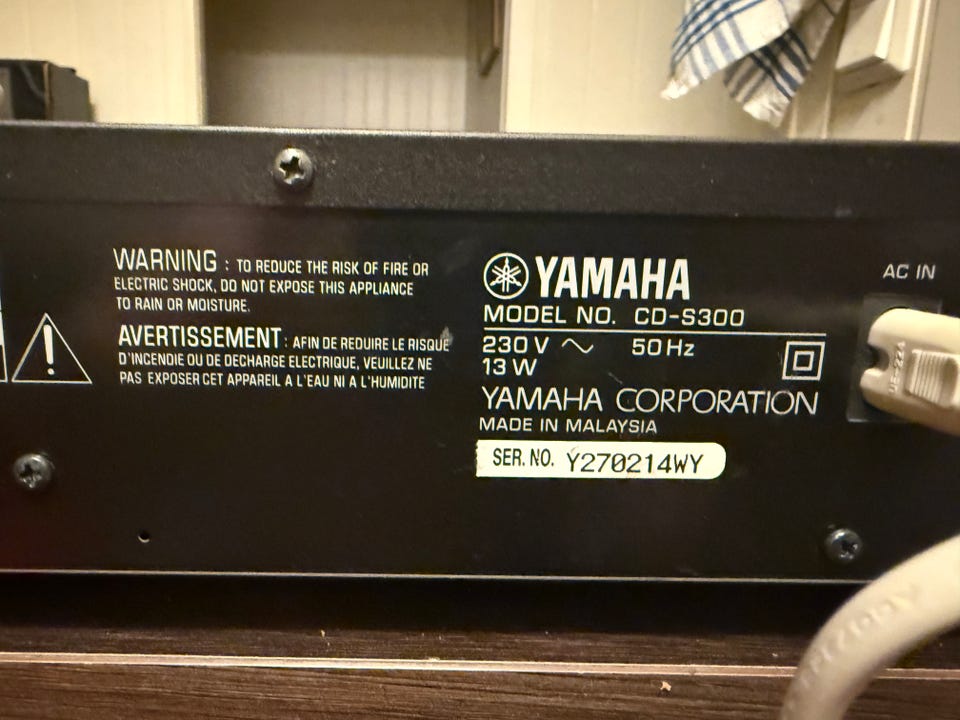 WARNING : TO REDUCE THE RISK OF FIRE OR
ELECTRIC SHOCK, DO NOT EXPOSE THIS APPLIANCE
TO RAIN OR MOISTURE.
AVERTISSEMENT : AFIN DE REDUIRE LE RISQUE
D'INCENDIE OU DE DECHARGE ELECTRIQUE, VEUILLEZ NE
PAS EXPOSER CET APPAREIL A L'EAU NI A L'HUMIDITE
YAMAHA
MODEL NO. CD-S300
230 V ~ 50 Hz
13 W
YAMAHA CORPORATION
MADE IN MALAYSIA
SER. NO. Y270214WY
AC IN